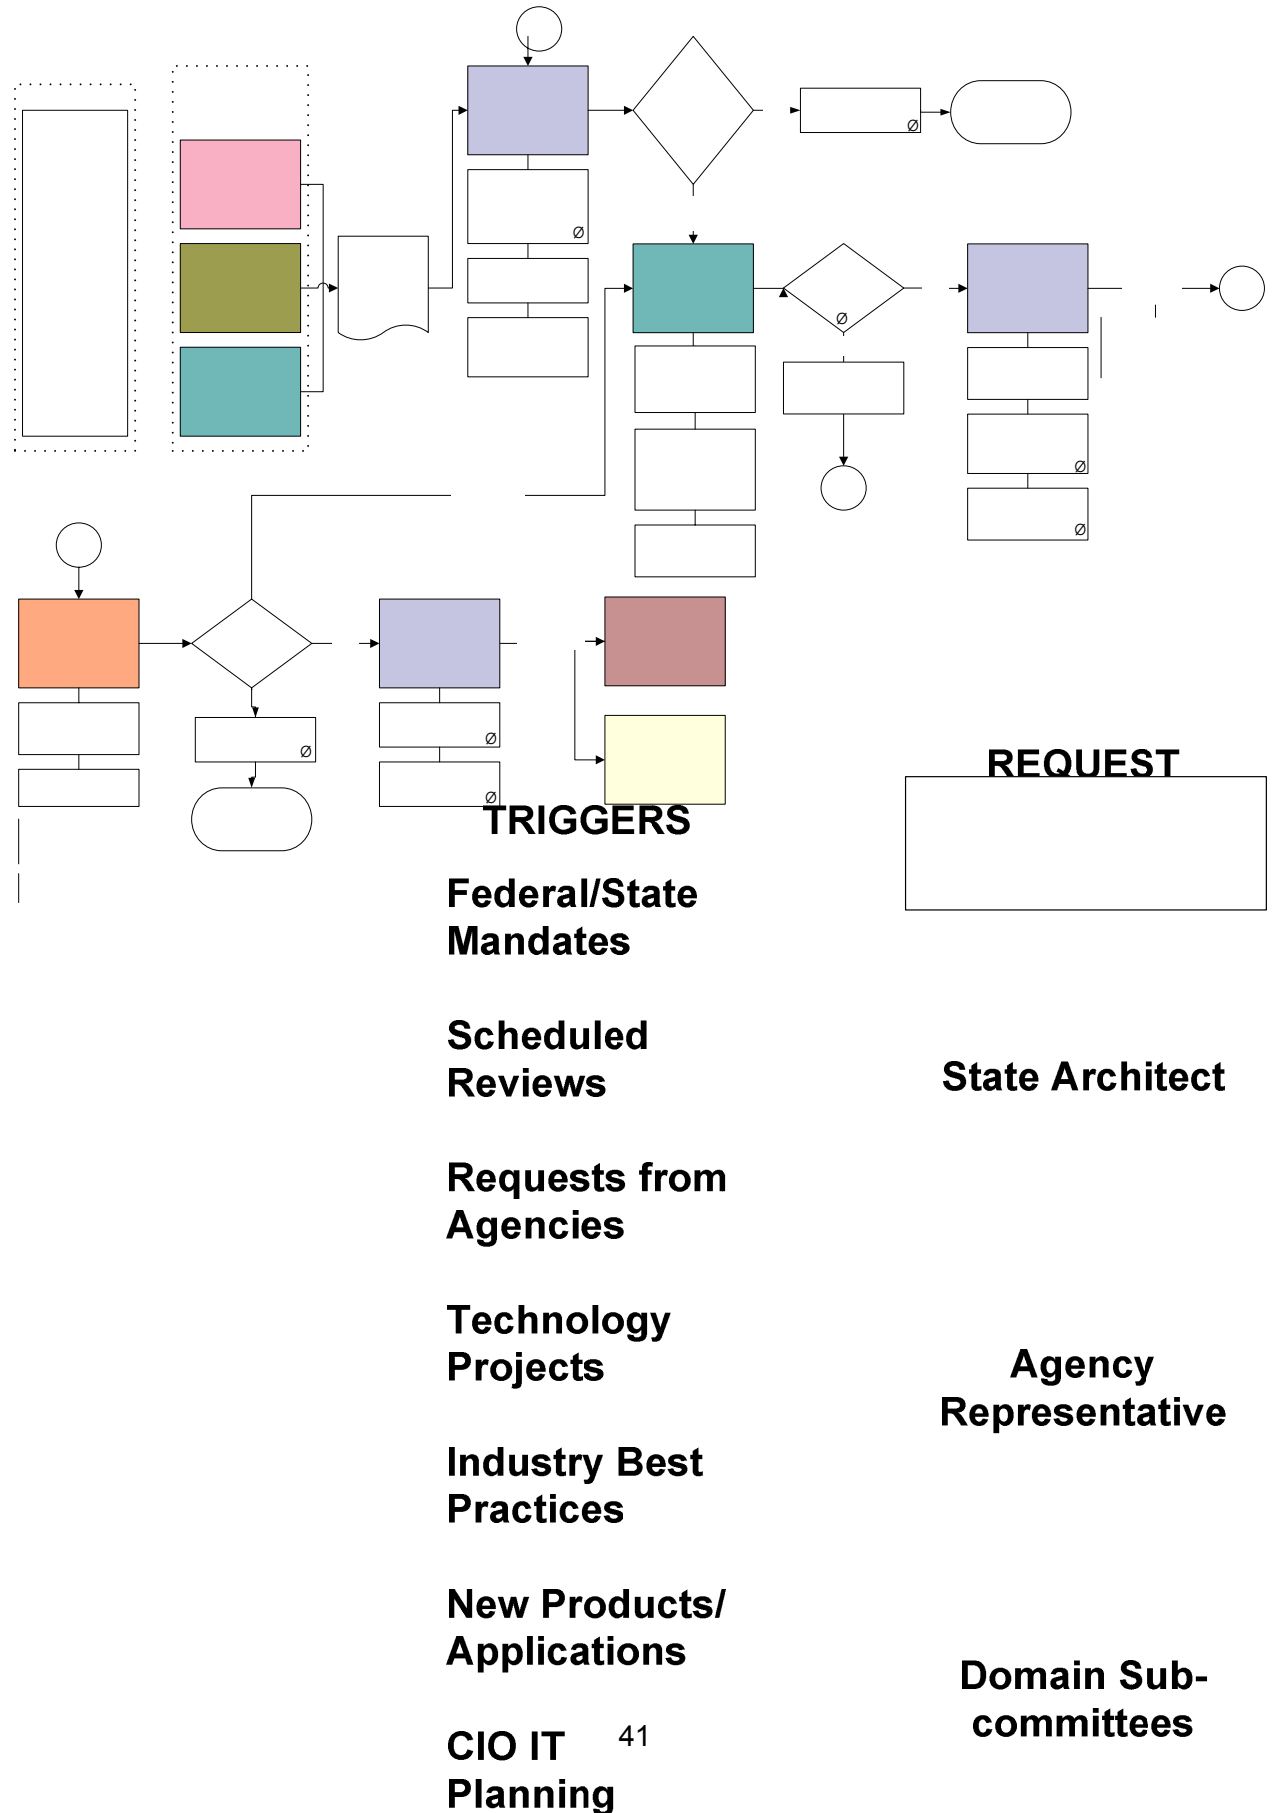 TRIGGERS
Federal/State
Mandates
Scheduled
Reviews
Requests from
Agencies
Technology
Projects
Industry Best
Practices
New Products/
Applications
CIO IT
Planning
REQUEST
State Architect
Agency
Representative
Domain Sub-
committees
41
Ø
Ø
Ø
Ø
Ø
Ø
Ø
Ø